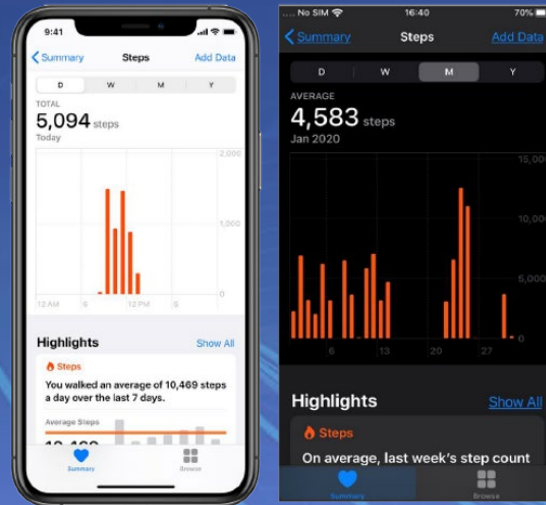 9:41
Summary
Steps
Add Data
D
W
M
Y
TOTAL
5,094 steps
Today
2,000
1,000
0
12 AM
6
12 PM
6
Highlights
Show All
Steps
You walked an average of 10,469 steps
a day over the last 7 days.
Average Steps
Summary
Browse
No SIM
16:40
70%
Summary
Steps
Add Data
D
W
M
Y
AVERAGE
4,583 steps
Jan 2020
15,000
10,000
5,000
0
6
13
20
27
Highlights
Show All
Steps
On average, last week's step count
Summary
Browse